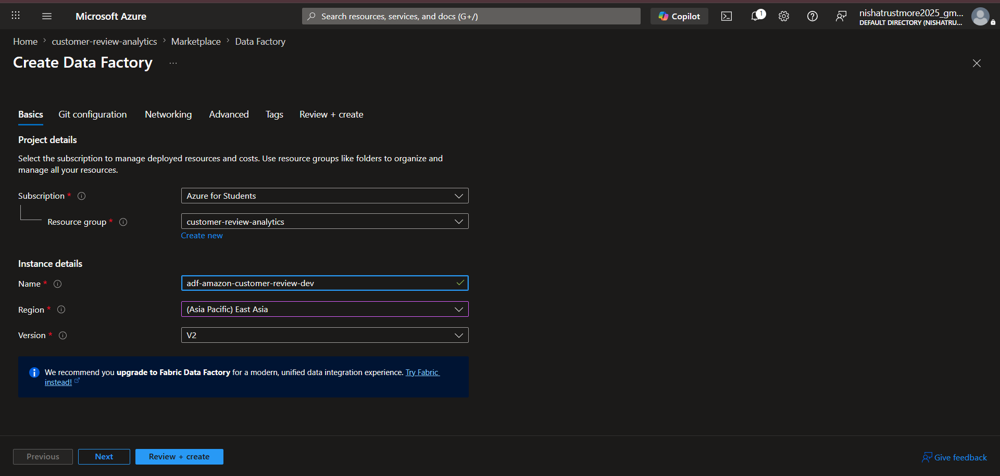 Microsoft Azure
Search resources, services, and docs (G+/)
Copilot
1
nishatrustmore2025_gm...
DEFAULT DIRECTORY (NISHATRU...
Home > customer-review-analytics > Marketplace > Data Factory
Create Data Factory ...
Basics Git configuration Networking Advanced Tags Review + create
Project details
Select the subscription to manage deployed resources and costs. Use resource groups like folders to organize and
manage all your resources.
Subscription *
Azure for Students
Resource group *
customer-review-analytics
Create new
Instance details
Name *
adf-amazon-customer-review-dev
Region *
(Asia Pacific) East Asia
Version *
V2
We recommend you upgrade to Fabric Data Factory for a modern, unified data integration experience. Try Fabric
instead!
Previous Next Review + create
Give feedback